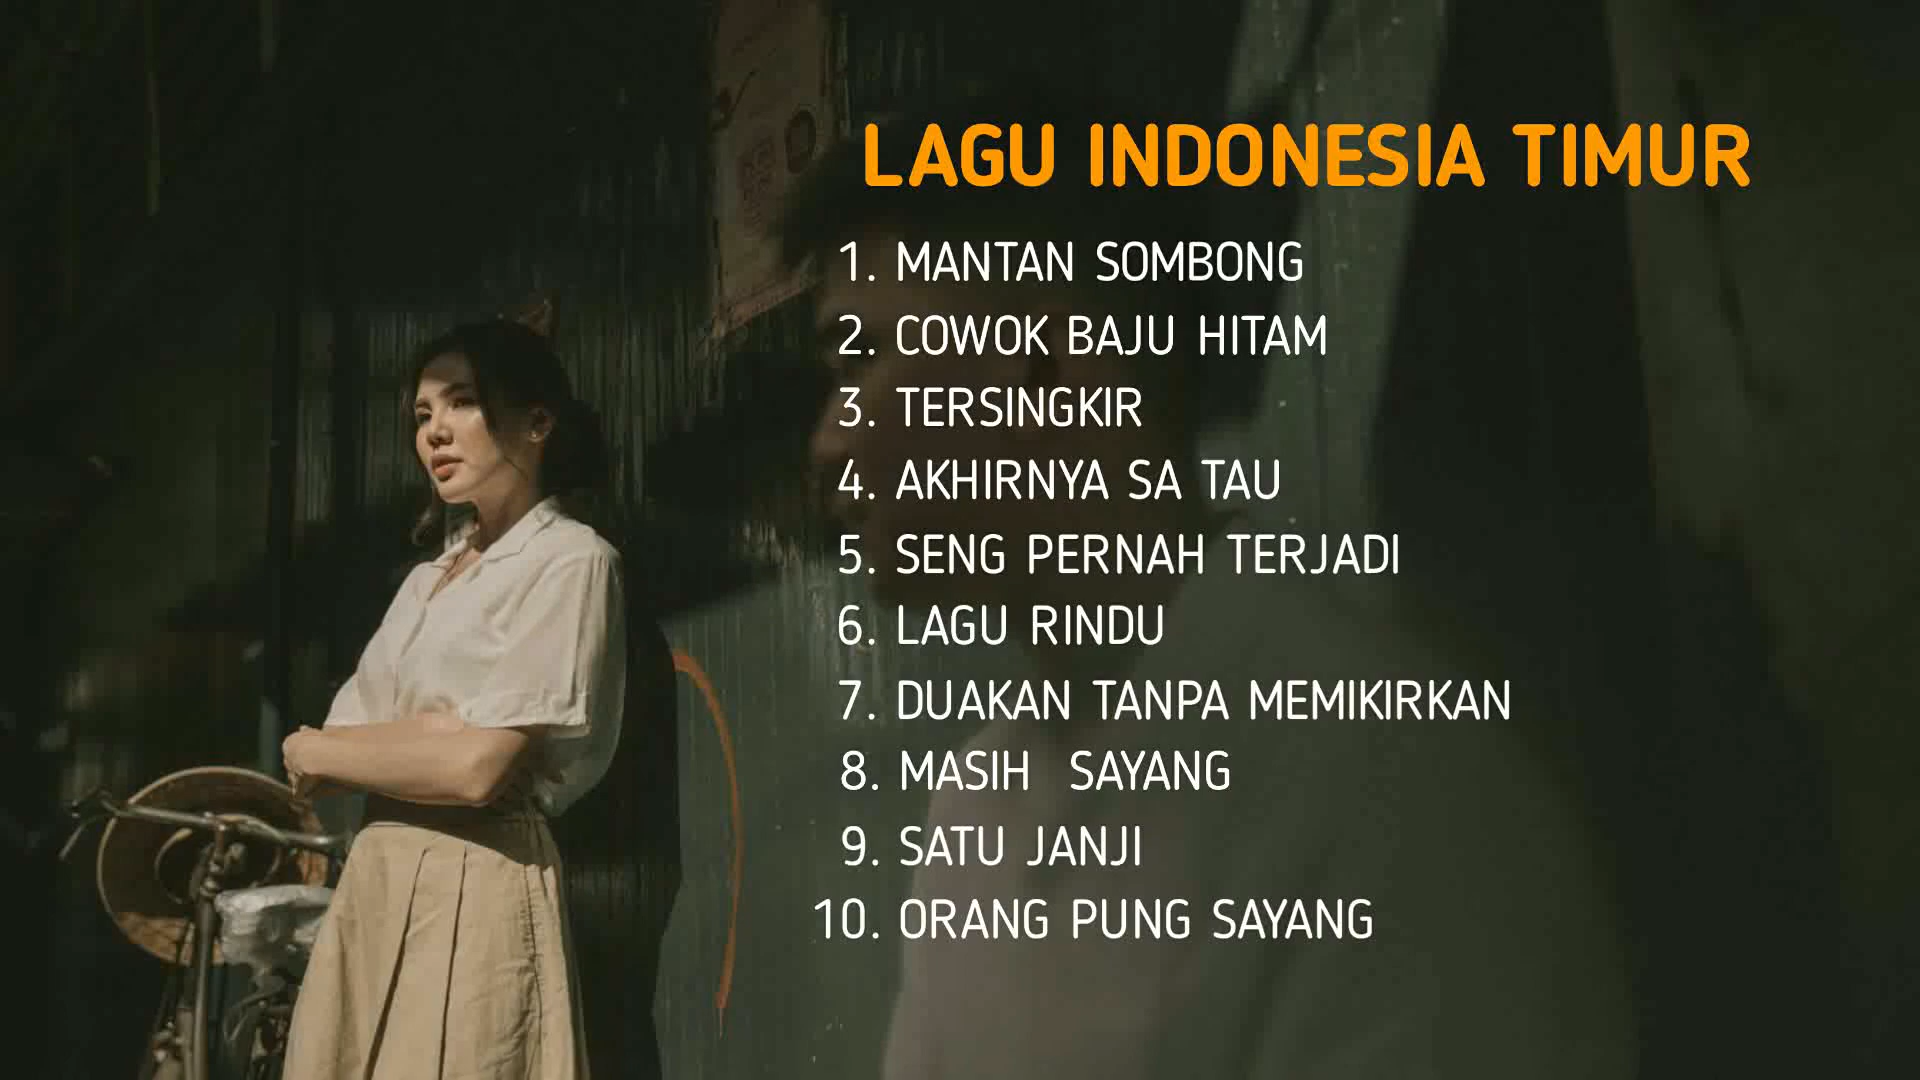 LAGU INDONESIA TIMUR
1. MANTAN SOMBONG
2. COWOK BAJU HITAM
3. TERSINGKIR
4. AKHIRNYA SA TAU
5. SENG PERNAH TERJADI
6. LAGU RINDU
7. DUAKAN TANPA MEMIKIRKAN
8. MASIH SAYANG
9. SATU JANJI
10. ORANG PUNG SAYANG